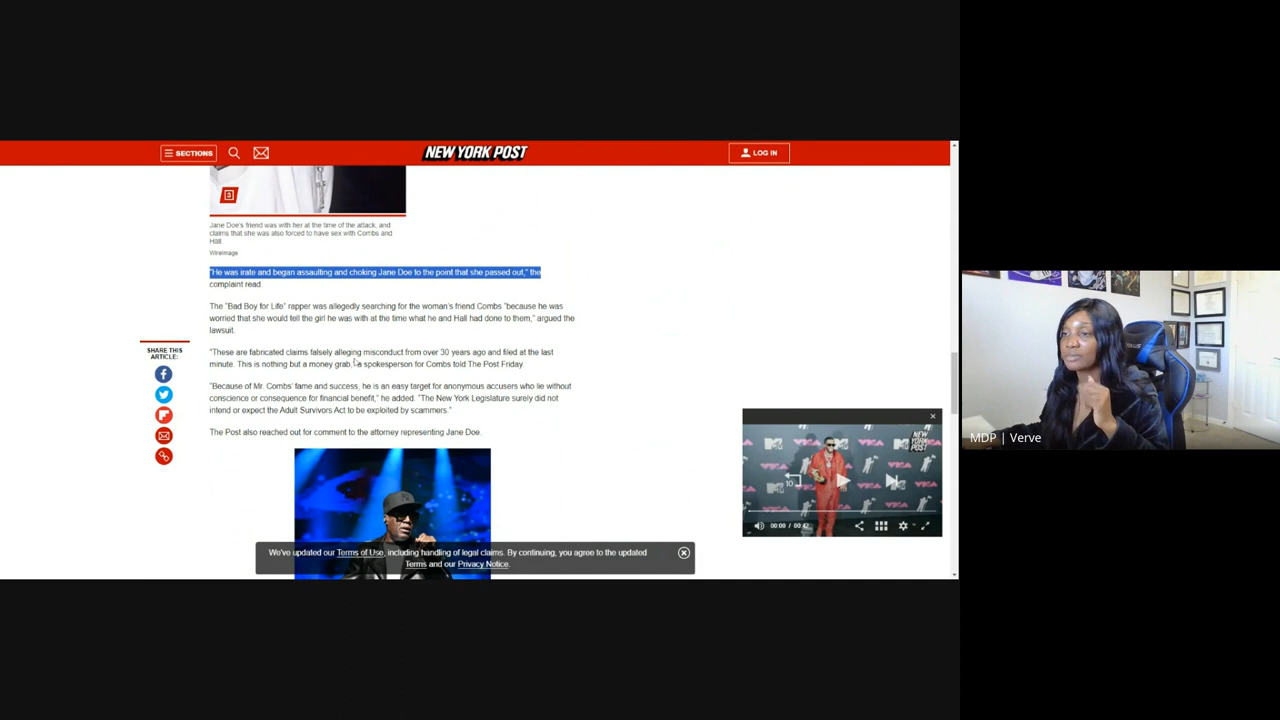 SECTIONS
NEW YORK POST
LOG IN
3
Jane Doe's friend was with her at the time of the attack, and
claims that she was also forced to have sex with Combs and
Hall.
WireImage
"He was irate and began assaulting and choking Jane Doe to the point that she passed out," the
complaint read.
The "Bad Boy for Life" rapper was allegedly searching for the woman's friend Combs "because he was
worried that she would tell the girl he was with at the time what he and Hall had done to them," argued the
lawsuit.
SHARE THIS
ARTICLE:
"These are fabricated claims falsely alleging misconduct from over 30 years ago and filed at the last
minute. This is nothing but a money grab," a spokesperson for Combs told The Post Friday.
"Because of Mr. Combs' fame and success, he is an easy target for anonymous accusers who lie without
conscience or consequence for financial benefit," he added. "The New York Legislature surely did not
intend or expect the Adult Survivors Act to be exploited by scammers."
The Post also reached out for comment to the attorney representing Jane Doe.
NEW YORK POST
10
00:00 / 00:42
We've updated our Terms of Use, including handling of legal claims. By continuing, you agree to the updated
Terms and our Privacy Notice.
MDP | Verve